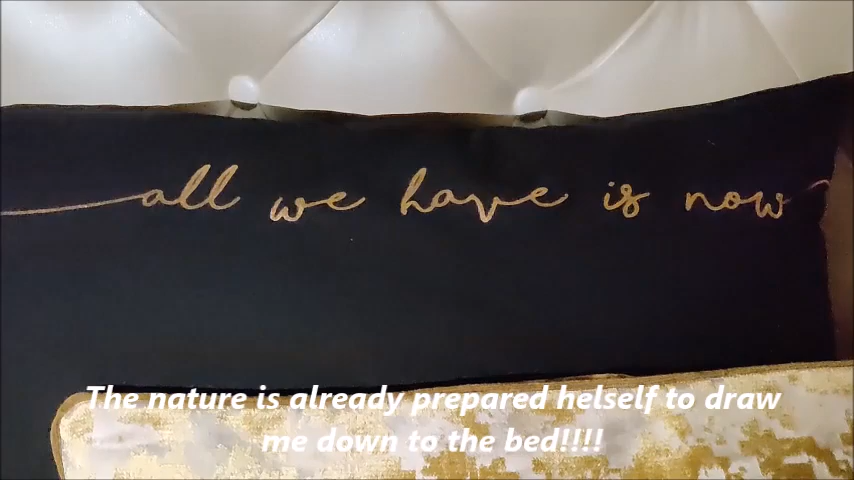 all we have is now
The nature is already prepared helself to draw
me down to the bed!!!!